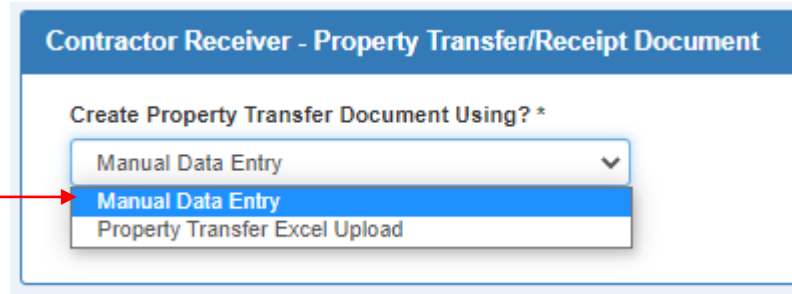 Contractor Receiver - Property Transfer/Receipt Document
Create Property Transfer Document Using? *
Manual Data Entry
Manual Data Entry
Property Transfer Excel Upload